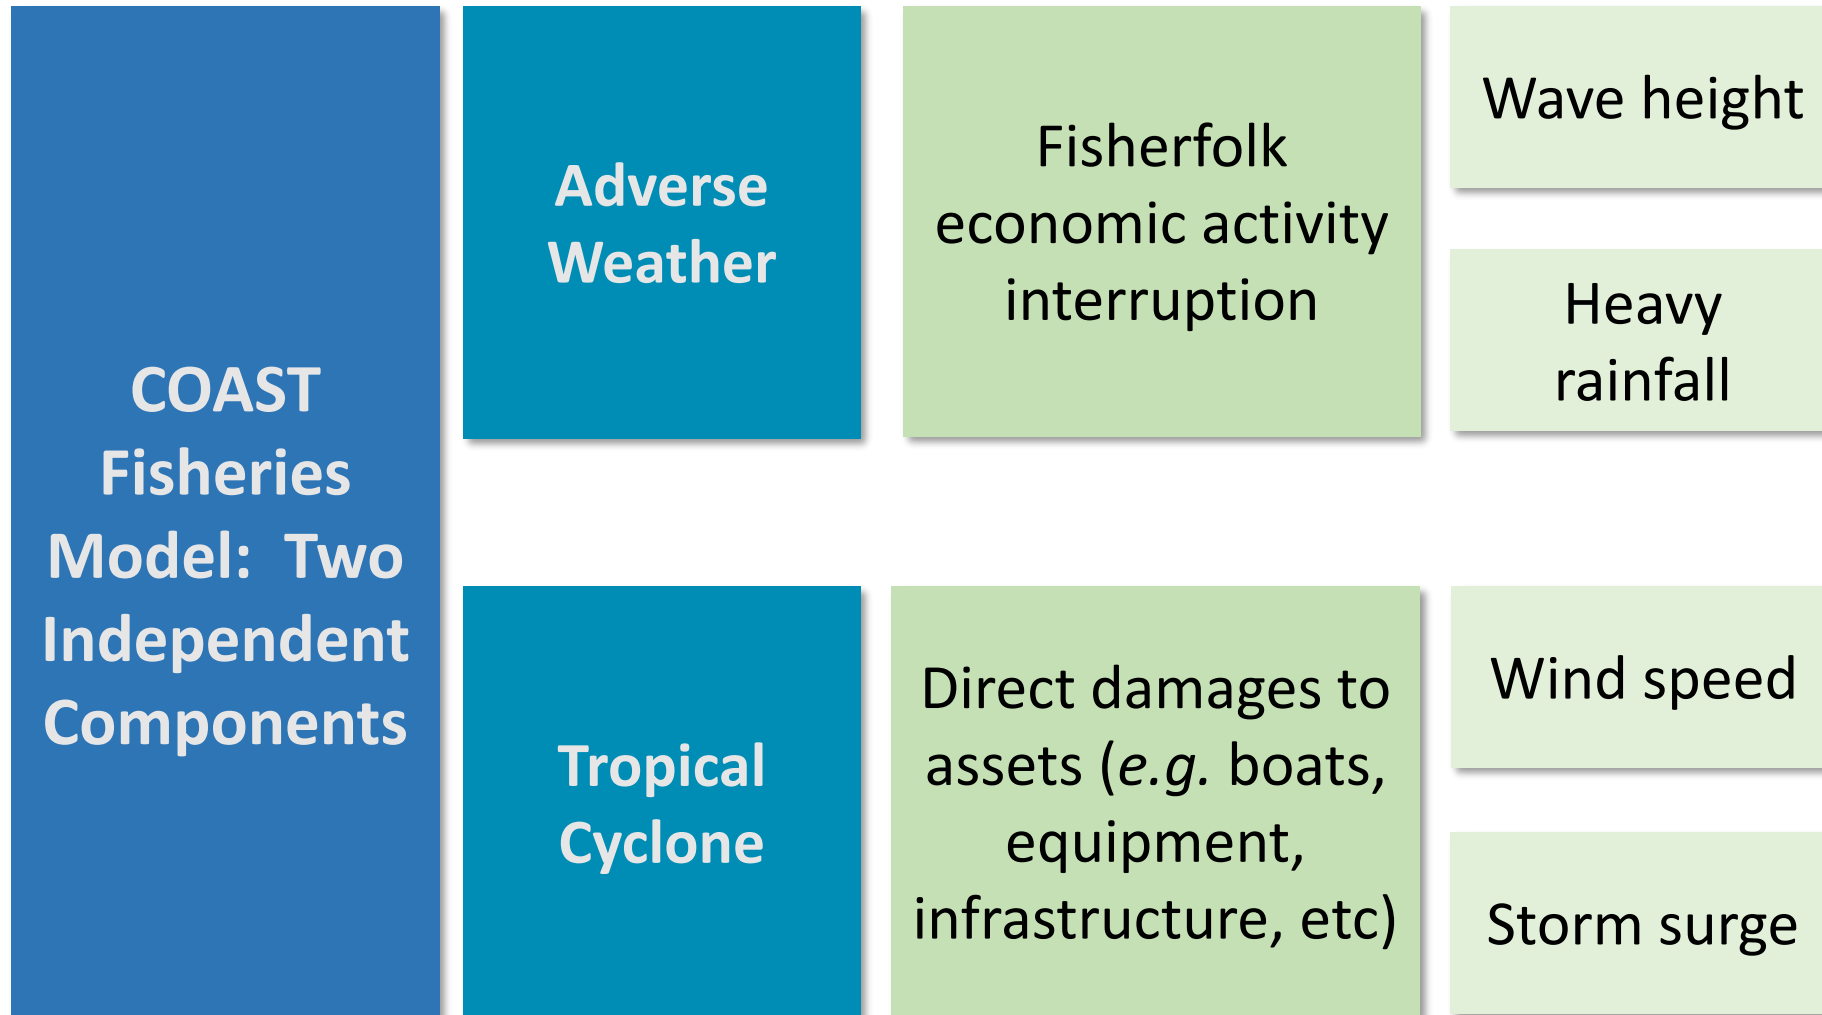 COAST
Fisheries
Model:  Two
Independent
Components
Adverse
Weather
Fisherfolk
economic activity
interruption
Wave height
Heavy
rainfall
Tropical
Cyclone
Direct damages to
assets (e.g. boats,
equipment,
infrastructure, etc)
Wind speed
Storm surge